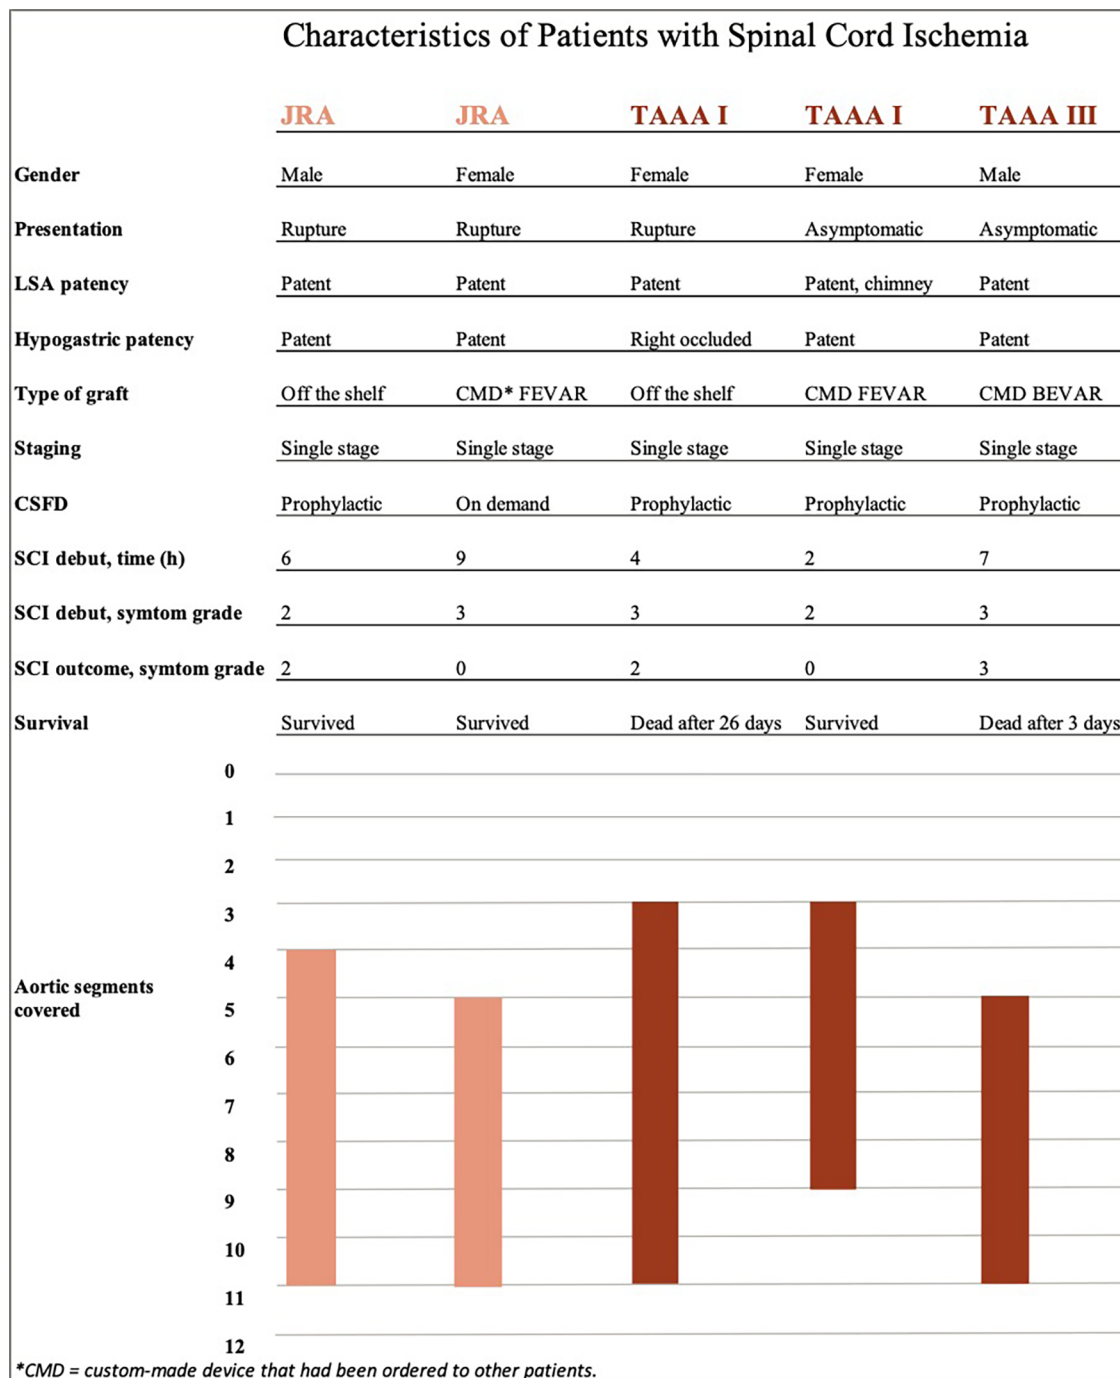 Characteristics of Patients with Spinal Cord Ischemia
JRA JRA TAAA I TAAA I TAAA III
Gender Male Female Female Female Male
Presentation Rupture Rupture Rupture Asymptomatic Asymptomatic
LSA patency Patent Patent Patent Patent, chimney Patent
Hypogastric patency Patent Patent Right occluded Patent Patent
Type of graft Off the shelf CMD* FEVAR Off the shelf CMD FEVAR CMD BEVAR
Staging Single stage Single stage Single stage Single stage Single stage
CSFD Prophylactic On demand Prophylactic Prophylactic Prophylactic
SCI debut, time (h) 6 9 4 2 7
SCI debut, symtom grade 2 3 3 2 3
SCI outcome, symtom grade 2 0 2 0 3
Survival Survived Survived Dead after 26 days Survived Dead after 3 days
0
1
2
3
4
Aortic segments
covered
5
6
7
8
9
10
11
12
*CMD = custom-made device that had been ordered to other patients.